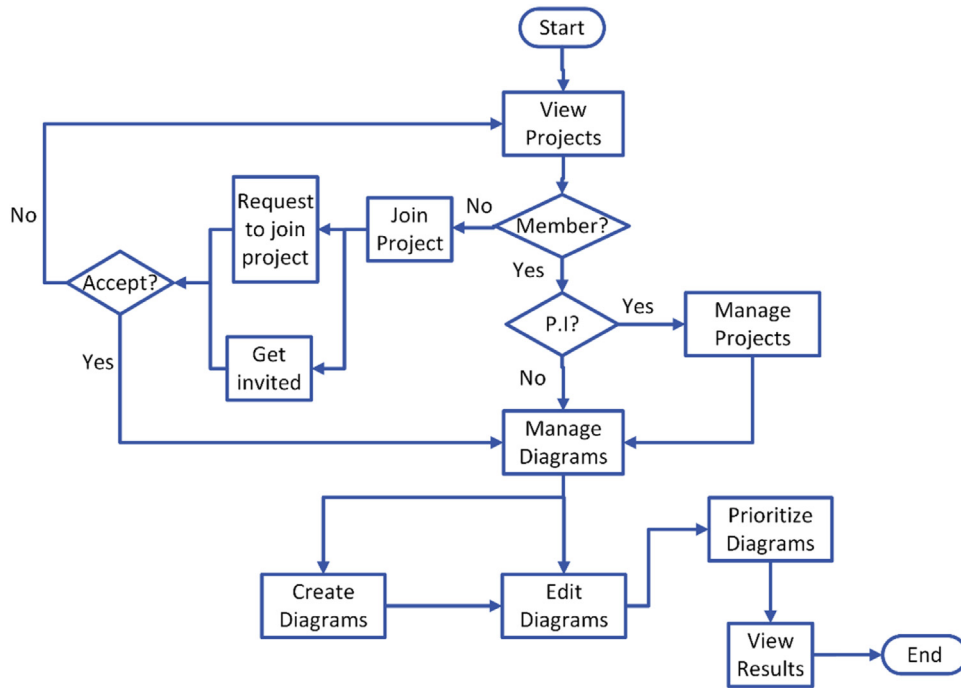 Start
View
Projects
Member?
No
Join
Project
Request
to join
project
Get
invited
Accept?
No
Yes
Yes
P.I?
Yes
Manage
Projects
No
Manage
Diagrams
Create
Diagrams
Edit
Diagrams
Prioritize
Diagrams
View
Results
End